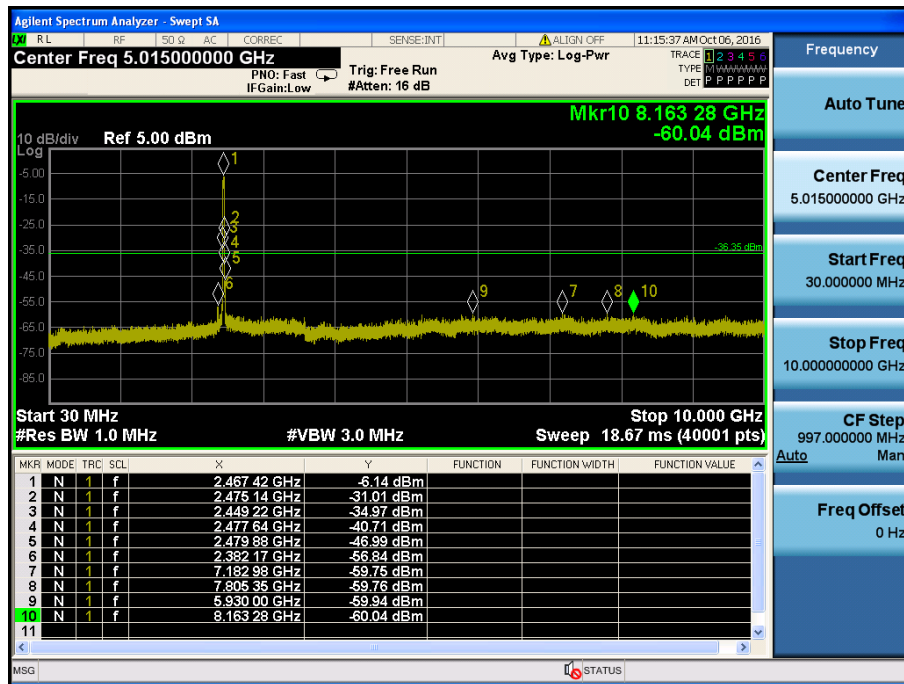 Agilent Spectrum Analyzer - Swept SA
LXI RL RF 50 Ω AC CORREC SENSE:INT ALIGN OFF 11:15:37 AM Oct 06, 2016
Center Freq 5.015000000 GHz
PNO: Fast
IFGain:Low
Trig: Free Run
#Atten: 16 dB
Avg Type: Log-Pwr
TRACE 1 2 3 4 5 6
TYPE M WWWWW
DET P P P P P P
Mkr10 8.163 28 GHz
-60.04 dBm
10 dB/div Ref 5.00 dBm
Log
-5.00
-15.0
-25.0
-35.0
-45.0
-55.0
-65.0
-75.0
-85.0
1
2
3
4
5
6
9
7
8
10
-36.35 dBm
Start 30 MHz Stop 10.000 GHz
#Res BW 1.0 MHz #VBW 3.0 MHz Sweep 18.67 ms (40001 pts)
MKR MODE TRC SCL X Y FUNCTION FUNCTION WIDTH FUNCTION VALUE
1 N 1 f 2.467 42 GHz -6.14 dBm
2 N 1 f 2.475 14 GHz -31.01 dBm
3 N 1 f 2.449 22 GHz -34.97 dBm
4 N 1 f 2.477 64 GHz -40.71 dBm
5 N 1 f 2.479 88 GHz -46.99 dBm
6 N 1 f 2.382 17 GHz -56.84 dBm
7 N 1 f 7.182 98 GHz -59.75 dBm
8 N 1 f 7.805 35 GHz -59.76 dBm
9 N 1 f 5.930 00 GHz -59.94 dBm
10 N 1 f 8.163 28 GHz -60.04 dBm
11
MSG STATUS
Frequency
Auto Tune
Center Freq
5.015000000 GHz
Start Freq
30.000000 MHz
Stop Freq
10.000000000 GHz
CF Step
997.000000 MHz
Auto Man
Freq Offset
0 Hz